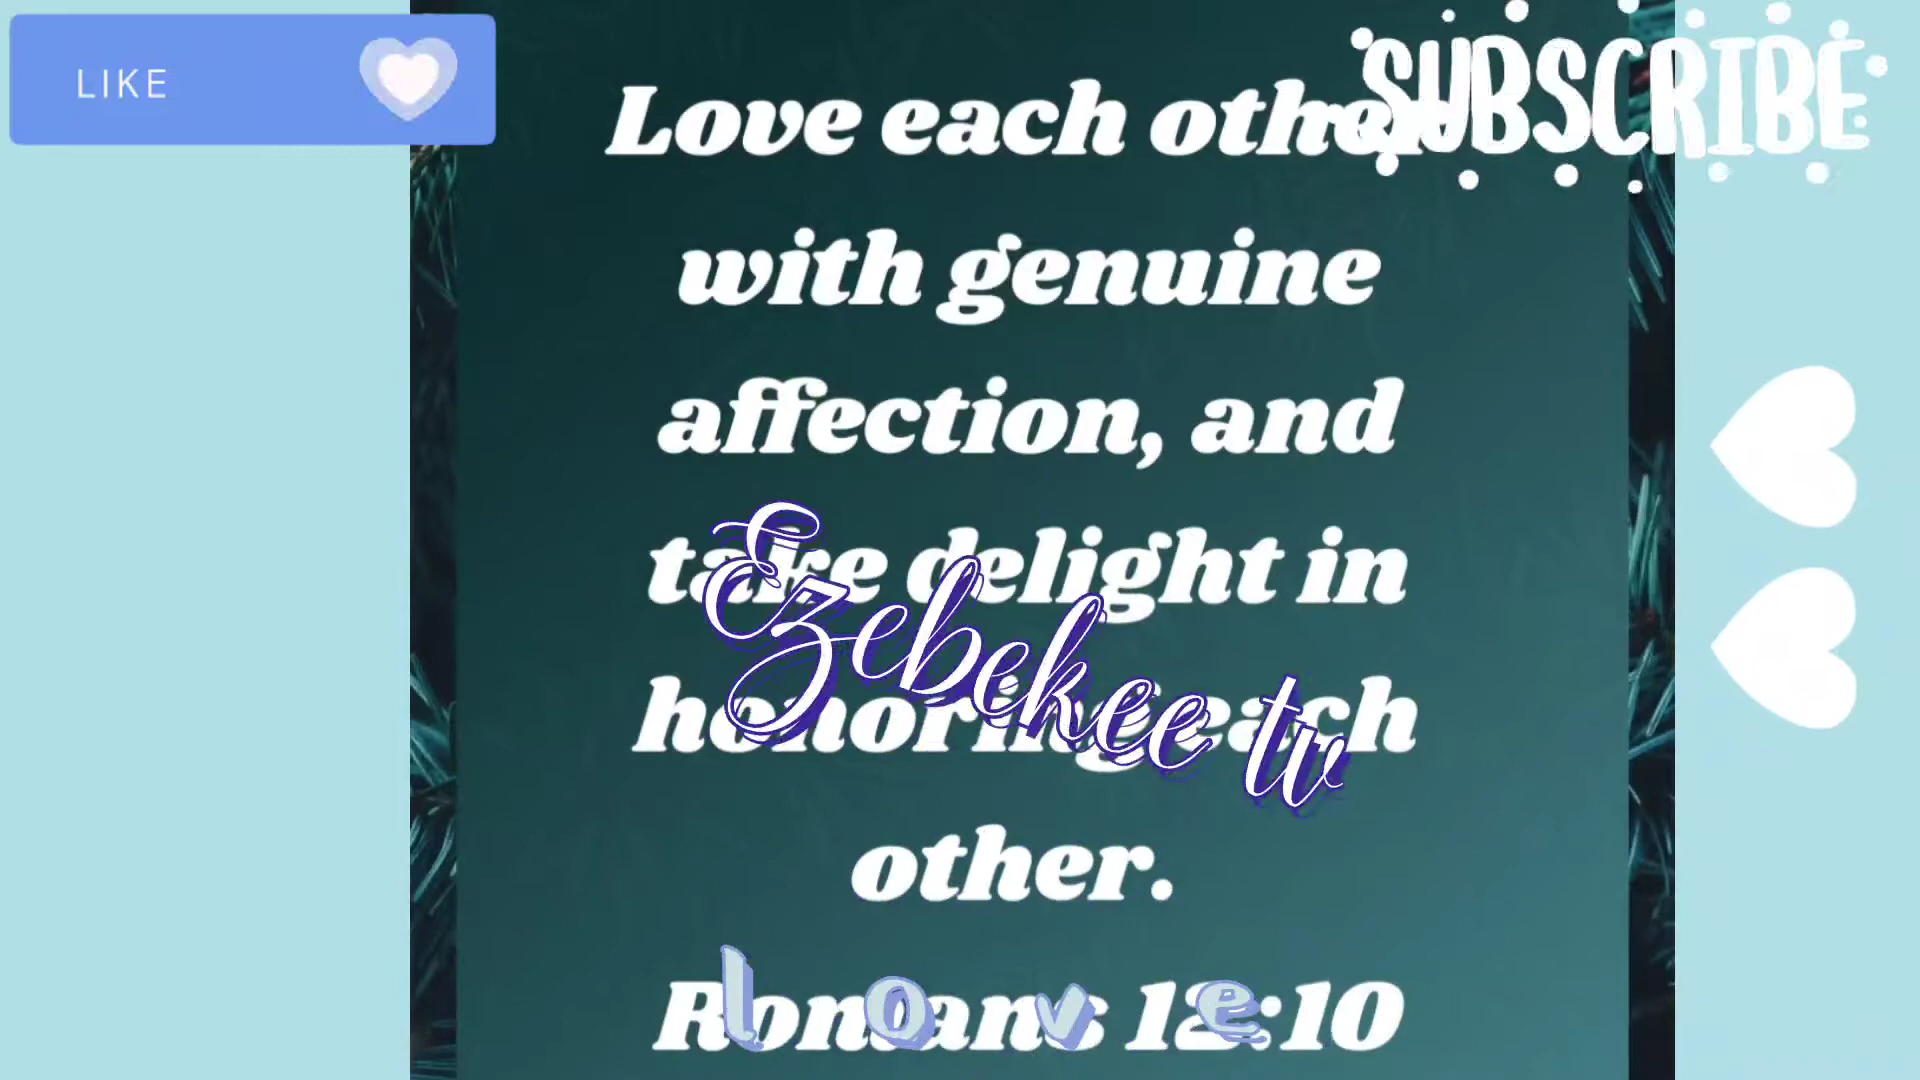 LIKE
SUBSCRIBE
Love each other
with genuine
affection, and
take delight in
Ezebekee tv
honoring each
other.
love
Romans 12:10